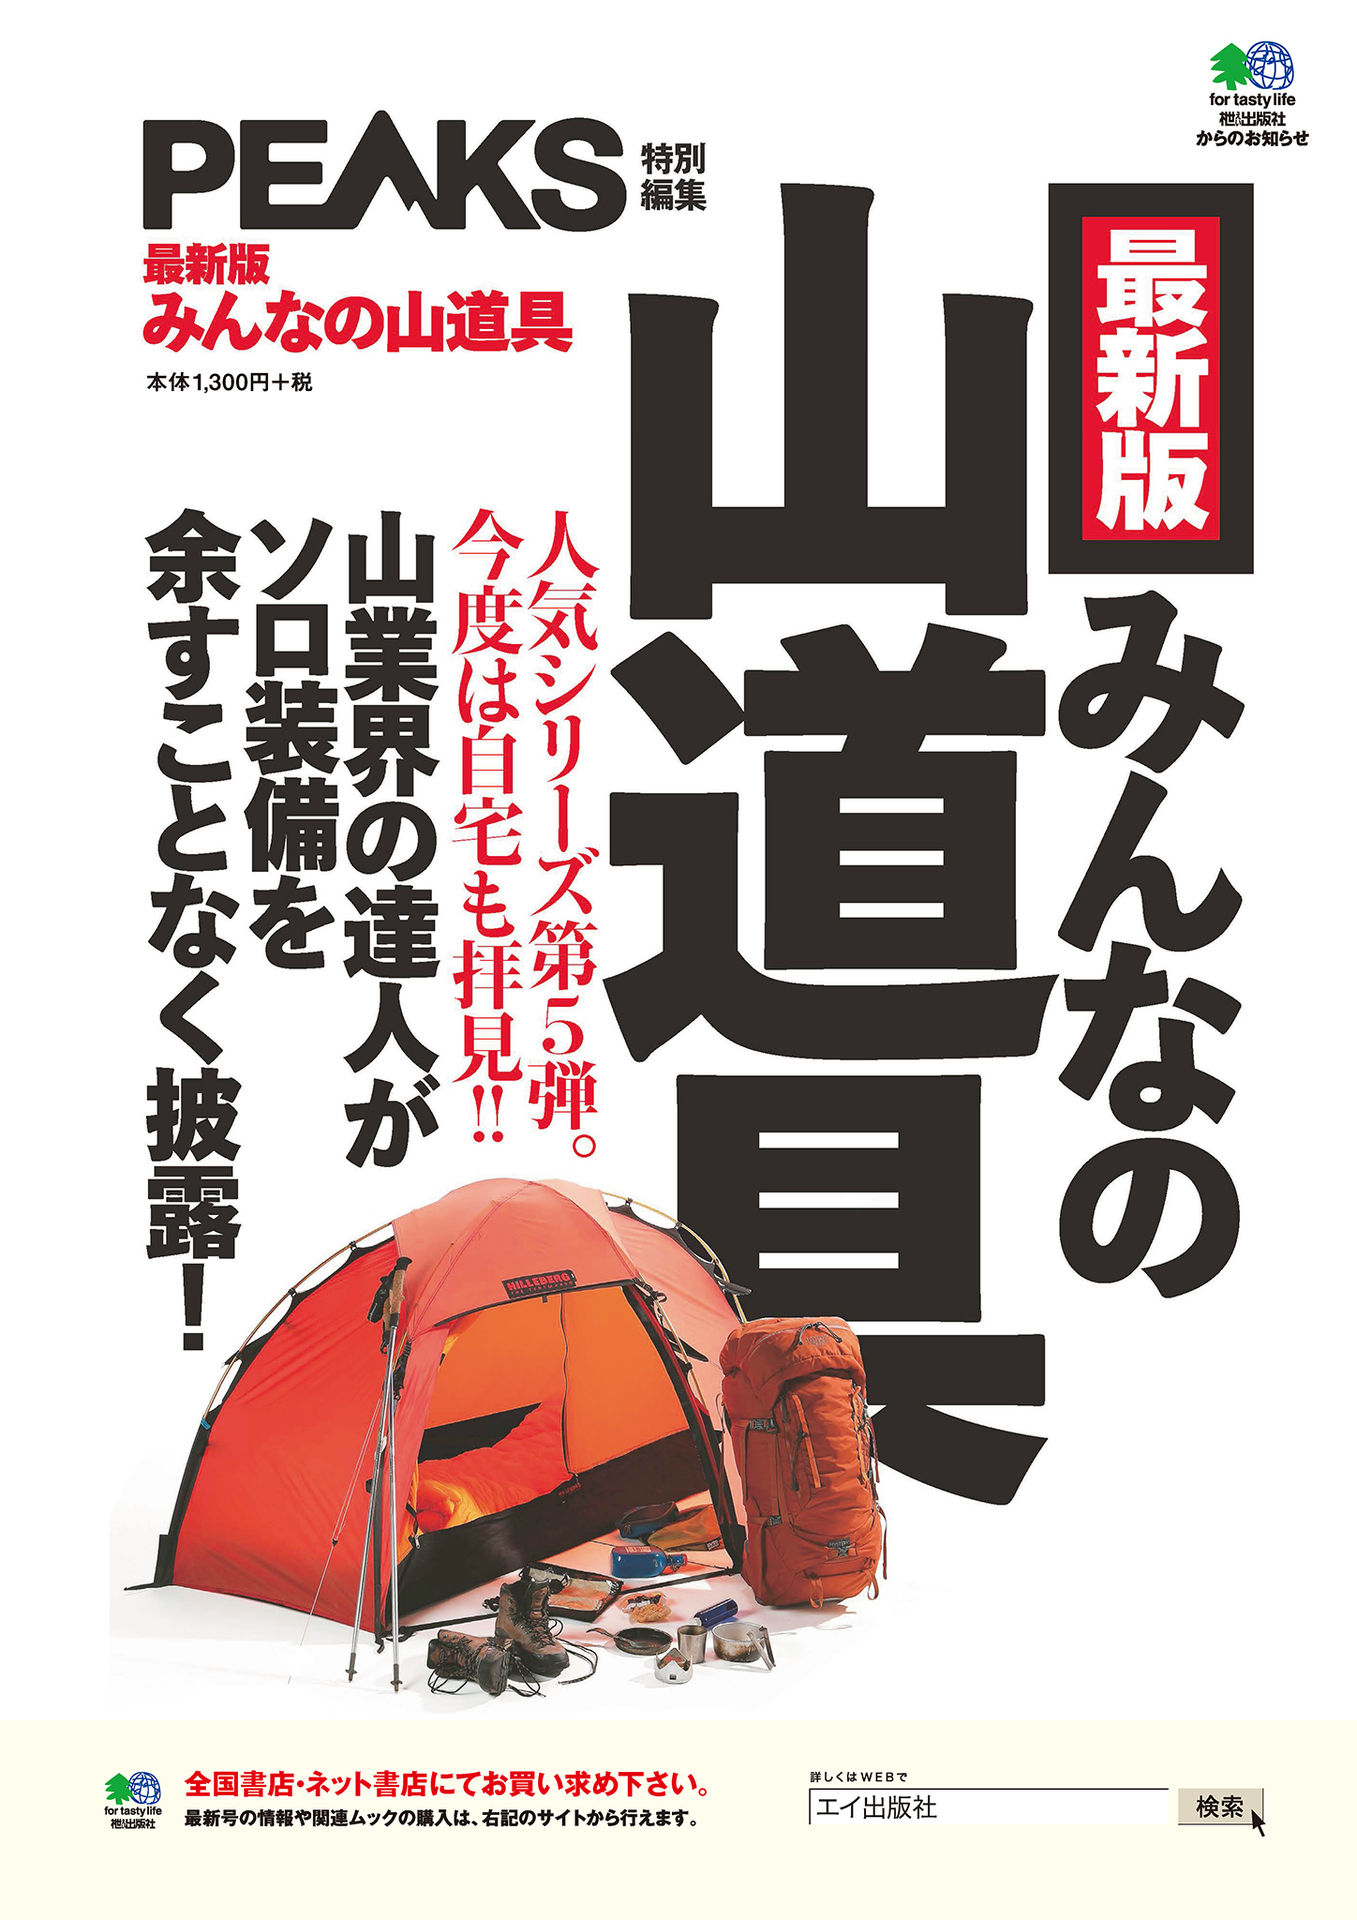 for tasty life
枻出版社
からのお知らせ
PEAKS
特別
編集
最新版
みんなの山道具
本体1,300円+税
最新版
みんなの
山道具
人気シリーズ第5弾。
今度は自宅も拝見!!
山業界の達人が
ソロ装備を
余すことなく披露!
HILLEBERG
THE TENTMAKER
for tasty life
枻出版社
全国書店・ネット書店にてお買い求め下さい。
最新号の情報や関連ムックの購入は、右記のサイトから行えます。
詳しくはWEBで
エイ出版社
検索